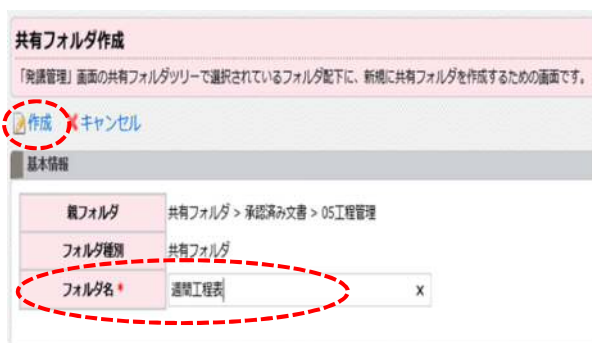 共有フォルダ作成
「発議管理」画面の共有フォルダツリーで選択されているフォルダ配下に、新規に共有フォルダを作成するための画面です。
作成 キャンセル
基本情報
親フォルダ 共有フォルダ > 承認済み文書 > 05工程管理
フォルダ種別 共有フォルダ
フォルダ名 * 週間工程表 x